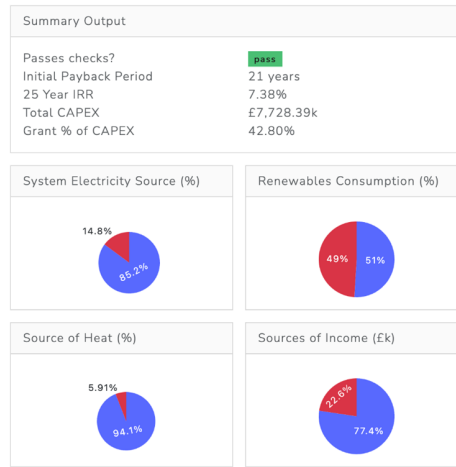 Summary Output
Passes checks? pass
Initial Payback Period 21 years
25 Year IRR 7.38%
Total CAPEX £7,728.39k
Grant % of CAPEX 42.80%
System Electricity Source (%)
14.8%
85.2%
Renewables Consumption (%)
49% 51%
Source of Heat (%)
5.91%
94.1%
Sources of Income (£k)
22.6%
77.4%